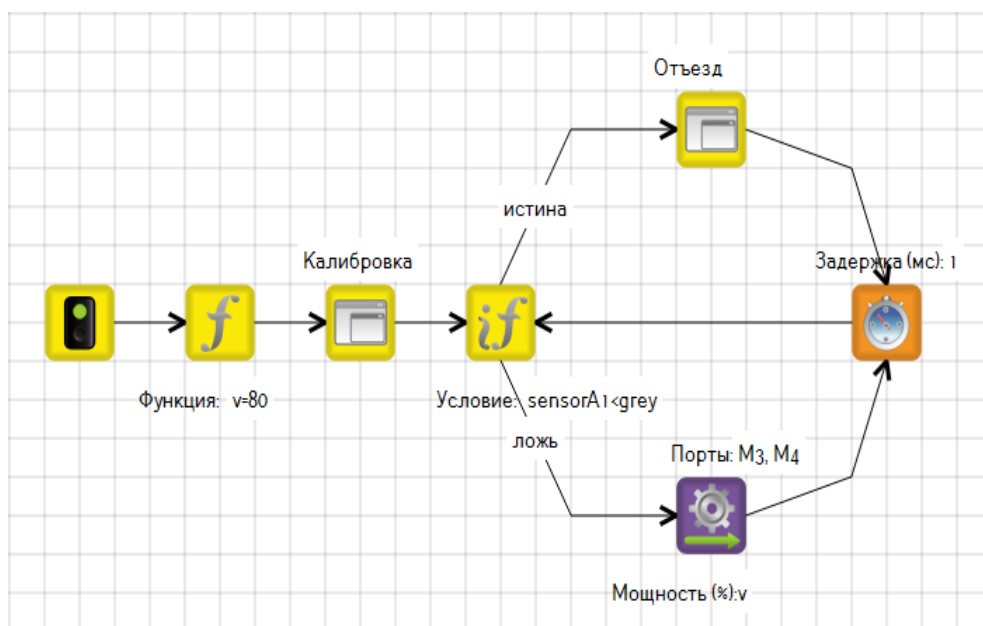 Отъезд
истина
Калибровка
Задержка (мс): 1
Функция: v=80
Условие: sensorA1<grey
ложь
Порты: M3, M4
Мощность (%):v